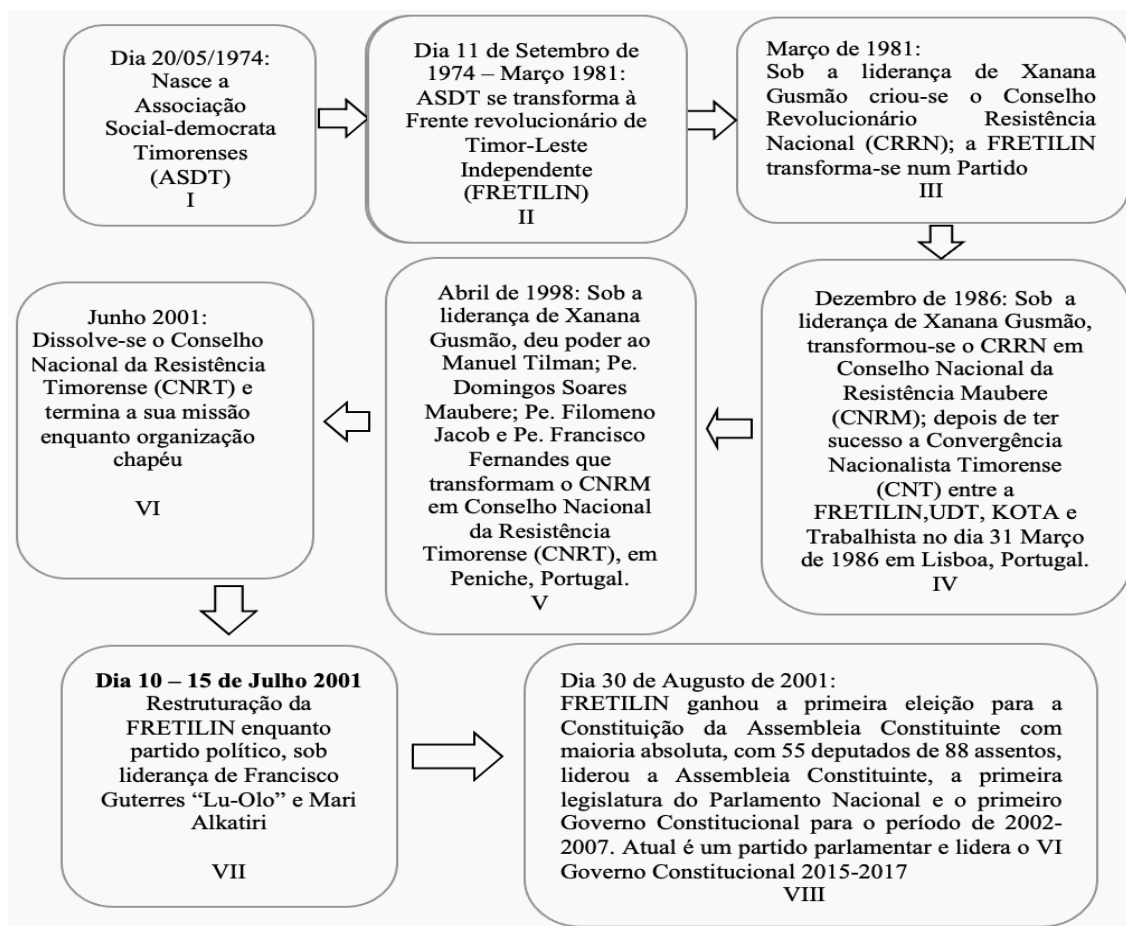 Dia 20/05/1974:
Nasce a
Associação
Social-democrata
Timorenses
(ASDT)
I
Dia 11 de Setembro de
1974 – Março 1981:
ASDT se transforma à
Frente revolucionário de
Timor-Leste
Independente
(FRETILIN)
II
Março de 1981:
Sob a liderança de Xanana
Gusmão criou-se o Conselho
Revolucionário Resistência
Nacional (CRRN); a FRETILIN
transforma-se num Partido
III
Dezembro de 1986: Sob a
liderança de Xanana Gusmão,
transformou-se o CRRN em
Conselho Nacional da
Resistência Maubere
(CNRM); depois de ter
sucesso a Convergência
Nacionalista Timorense
(CNT) entre a
FRETILIN,UDT, KOTA e
Trabalhista no dia 31 Março
de 1986 em Lisboa, Portugal.
IV
Abril de 1998: Sob a
liderança de Xanana
Gusmão, deu poder ao
Manuel Tilman; Pe.
Domingos Soares
Maubere; Pe. Filomeno
Jacob e Pe. Francisco
Fernandes que
transformam o CNRM
em Conselho Nacional
da Resistência
Timorense (CNRT), em
Peniche, Portugal.
V
Junho 2001:
Dissolve-se o Conselho
Nacional da Resistência
Timorense (CNRT) e
termina a sua missão
enquanto organização
chapéu
VI
Dia 10 – 15 de Julho 2001
Restruturação da
FRETILIN enquanto
partido político, sob
liderança de Francisco
Guterres “Lu-Olo” e Mari
Alkatiri
VII
Dia 30 de Augusto de 2001:
FRETILIN ganhou a primeira eleição para a
Constituição da Assembleia Constituinte com
maioria absoluta, com 55 deputados de 88 assentos,
liderou a Assembleia Constituinte, a primeira
legislatura do Parlamento Nacional e o primeiro
Governo Constitucional para o período de 2002-
2007. Atual é um partido parlamentar e lidera o VI
Governo Constitucional 2015-2017
VIII